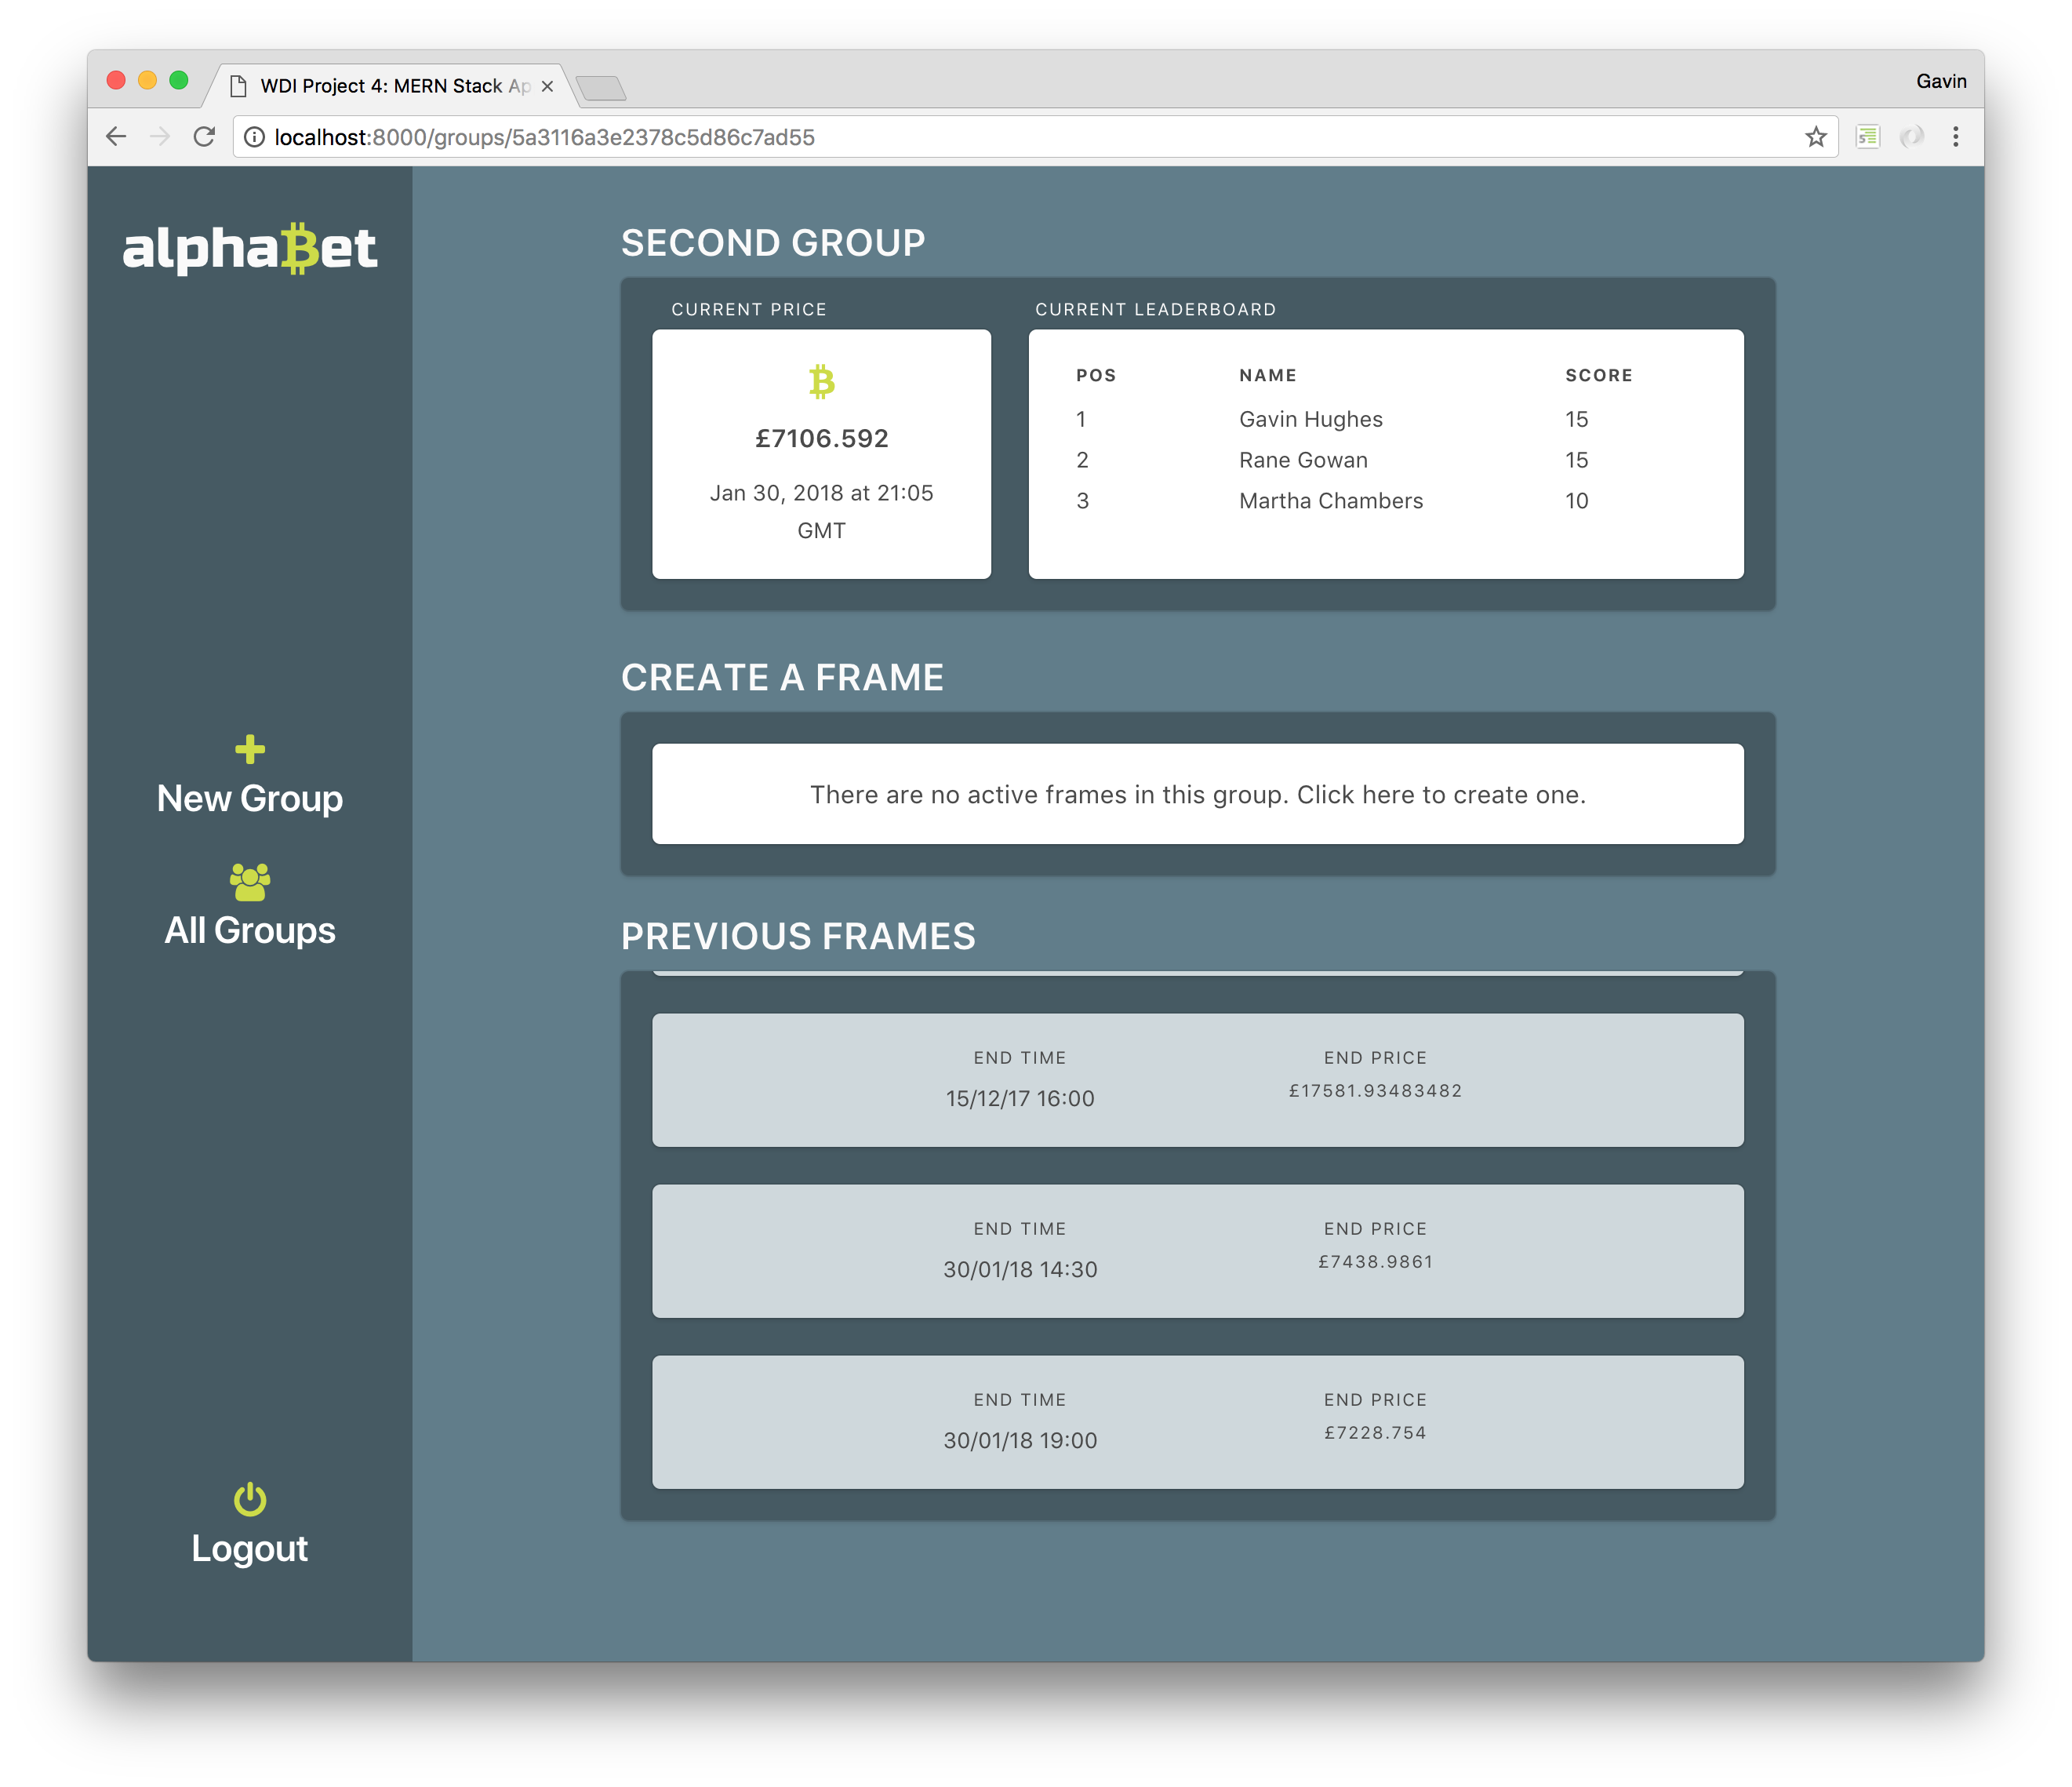 WDI Project 4: MERN Stack Ap
Gavin
localhost:8000/groups/5a3116a3e2378c5d86c7ad55
alphaBet
New Group
All Groups
Logout
SECOND GROUP
CURRENT PRICE
£7106.592
Jan 30, 2018 at 21:05
GMT
CURRENT LEADERBOARD
POS NAME SCORE
1 Gavin Hughes 15
2 Rane Gowan 15
3 Martha Chambers 10
CREATE A FRAME
There are no active frames in this group. Click here to create one.
PREVIOUS FRAMES
END TIME END PRICE
15/12/17 16:00 £17581.93483482
END TIME END PRICE
30/01/18 14:30 £7438.9861
END TIME END PRICE
30/01/18 19:00 £7228.754